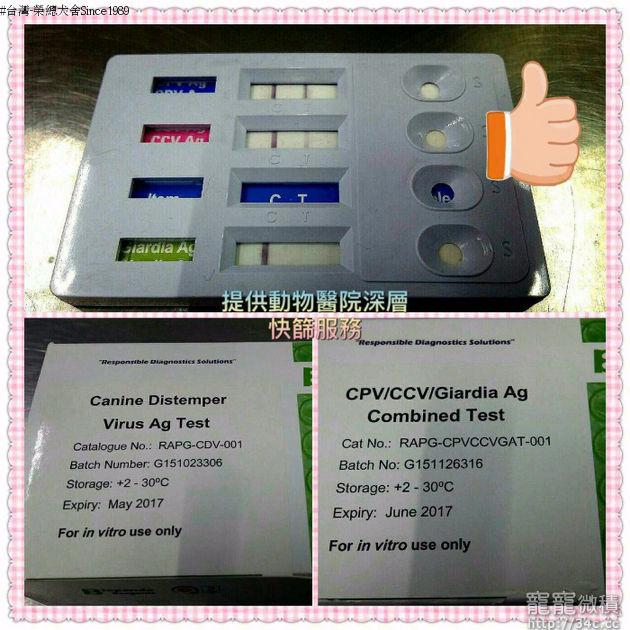 #台灣-榮總犬舍Since1989
CPV Ag
S
C T
CCV Ag
C T
Item
C T
C T
Giardia Ag
S
提供動物醫院深層
快篩服務
"Responsible Diagnostics Solutions"
Canine Distemper
Virus Ag Test
Catalogue No.: RAPG-CDV-001
Batch Number: G151023306
Storage: +2 - 30ºC
Expiry: May 2017
For in vitro use only
"Responsible Diagnostics Solutions"
CPV/CCV/Giardia Ag
Combined Test
Cat No.: RAPG-CPVCCVGAT-001
Batch No: G151126316
Storage: +2 - 30ºC
Expiry: June 2017
For in vitro use only
寵寵微積
http://34c.cc